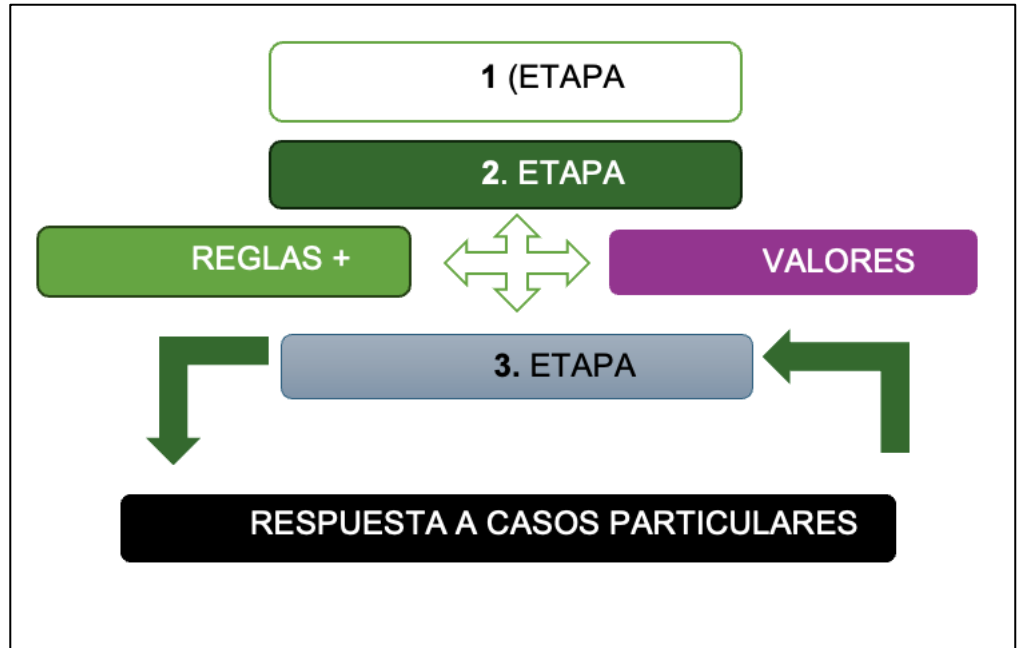 1 (ETAPA
2. ETAPA
REGLAS +
VALORES
3. ETAPA
RESPUESTA A CASOS PARTICULARES